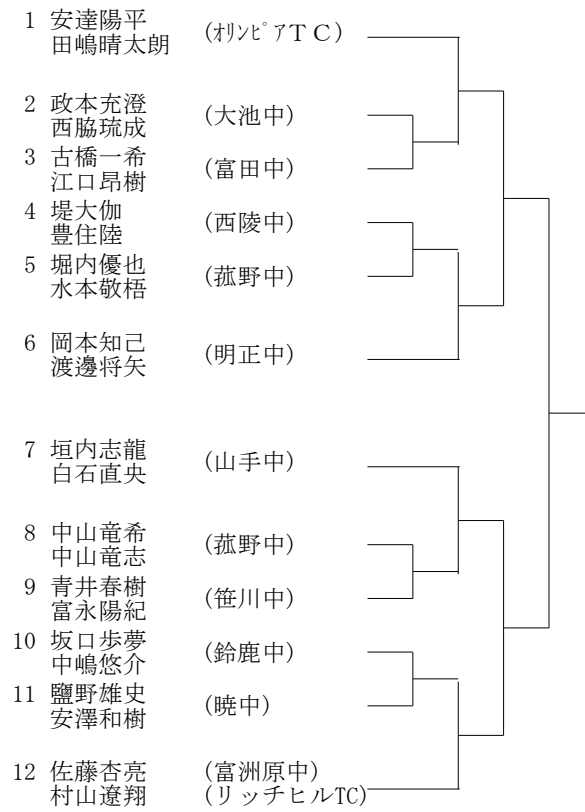 1 安達陽平 (オリンピアTC)
田嶋晴太朗
2 政本充澄 (大池中)
西脇琉成
3 古橋一希 (富田中)
江口昂樹
4 堤大伽 (西陵中)
豊住陸
5 堀内優也 (菰野中)
水本敬梧
6 岡本知己 (明正中)
渡邊将矢
7 垣内志龍 (山手中)
白石直央
8 中山竜希 (菰野中)
中山竜志
9 青井春樹 (笹川中)
富永陽紀
10 坂口歩夢 (鈴鹿中)
中嶋悠介
11 鹽野雄史 (暁中)
安澤和樹
12 佐藤杏亮 (富洲原中)
村山遼翔 (リッチヒルTC)